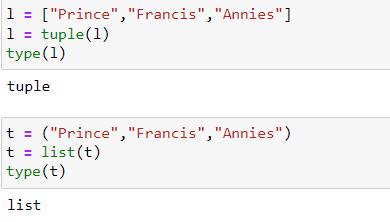 l = ["Prince","Francis","Annies"]
l = tuple(l)
type(l)
tuple
t = ("Prince","Francis","Annies")
t = list(t)
type(t)
list